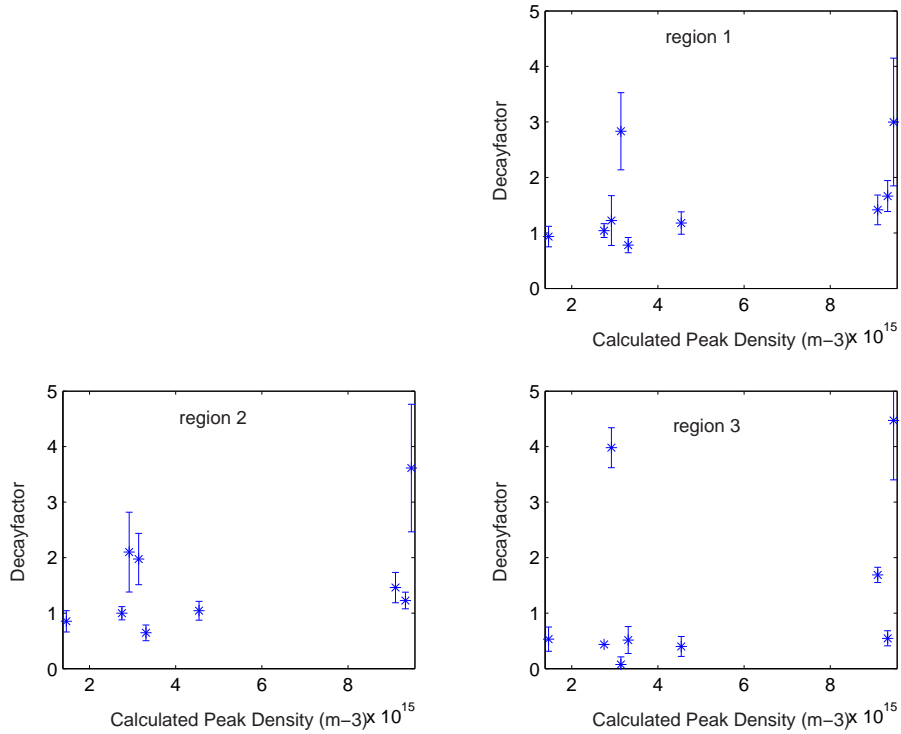 region 1
Decayfactor
5
4
3
2
1
0
2 4 6 8
Calculated Peak Density (m−3) x 10^15
region 2
Decayfactor
5
4
3
2
1
0
2 4 6 8
Calculated Peak Density (m−3) x 10^15
region 3
Decayfactor
5
4
3
2
1
0
2 4 6 8
Calculated Peak Density (m−3) x 10^15